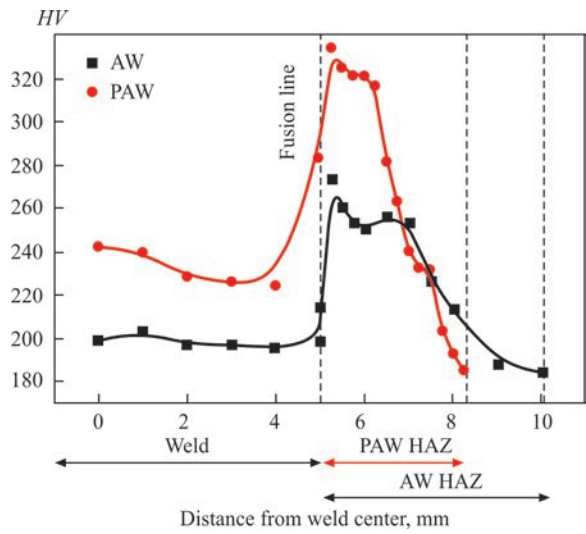 HV
AW
PAW
Fusion line
320
300
280
260
240
220
200
180
0 2 4 6 8 10
Weld
PAW HAZ
AW HAZ
Distance from weld center, mm